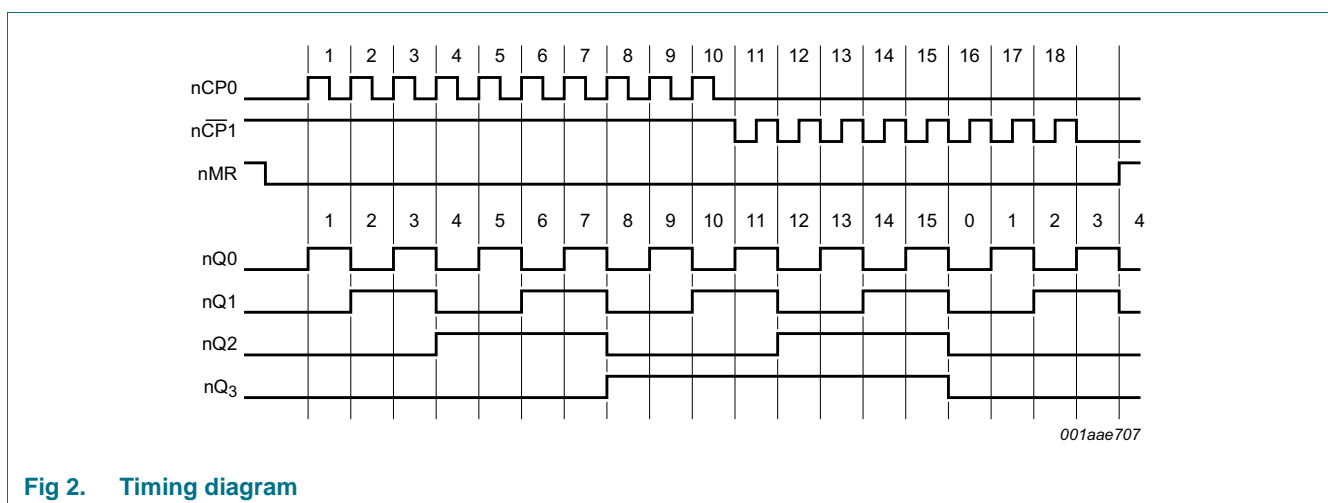 1 2 3 4 5 6 7 8 9 10 11 12 13 14 15 16 17 18
nCP0
nC̅P̅1
nMR
1 2 3 4 5 6 7 8 9 10 11 12 13 14 15 0 1 2 3 4
nQ0
nQ1
nQ2
nQ₃
001aae707
Fig 2. Timing diagram